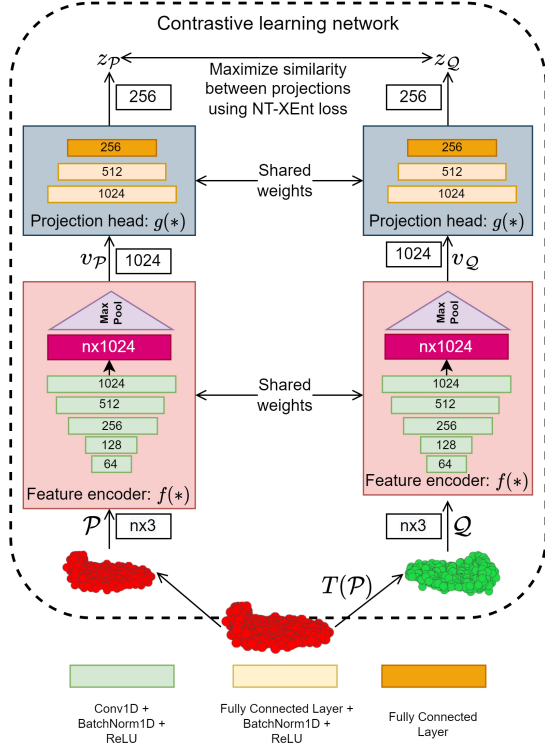 Contrastive learning network
z𝒫
z𝒬
Maximize similarity
between projections
using NT-XEnt loss
256
256
256
512
1024
Projection head: g(∗)
256
512
1024
Projection head: g(∗)
Shared
weights
v𝒫
1024
1024
v𝒬
Max
Pool
nx1024
1024
512
256
128
64
Feature encoder: f(∗)
Max
Pool
nx1024
1024
512
256
128
64
Feature encoder: f(∗)
Shared
weights
𝒫
nx3
nx3
𝒬
T(𝒫)
Conv1D +
BatchNorm1D +
ReLU
Fully Connected Layer +
BatchNorm1D +
ReLU
Fully Connected
Layer